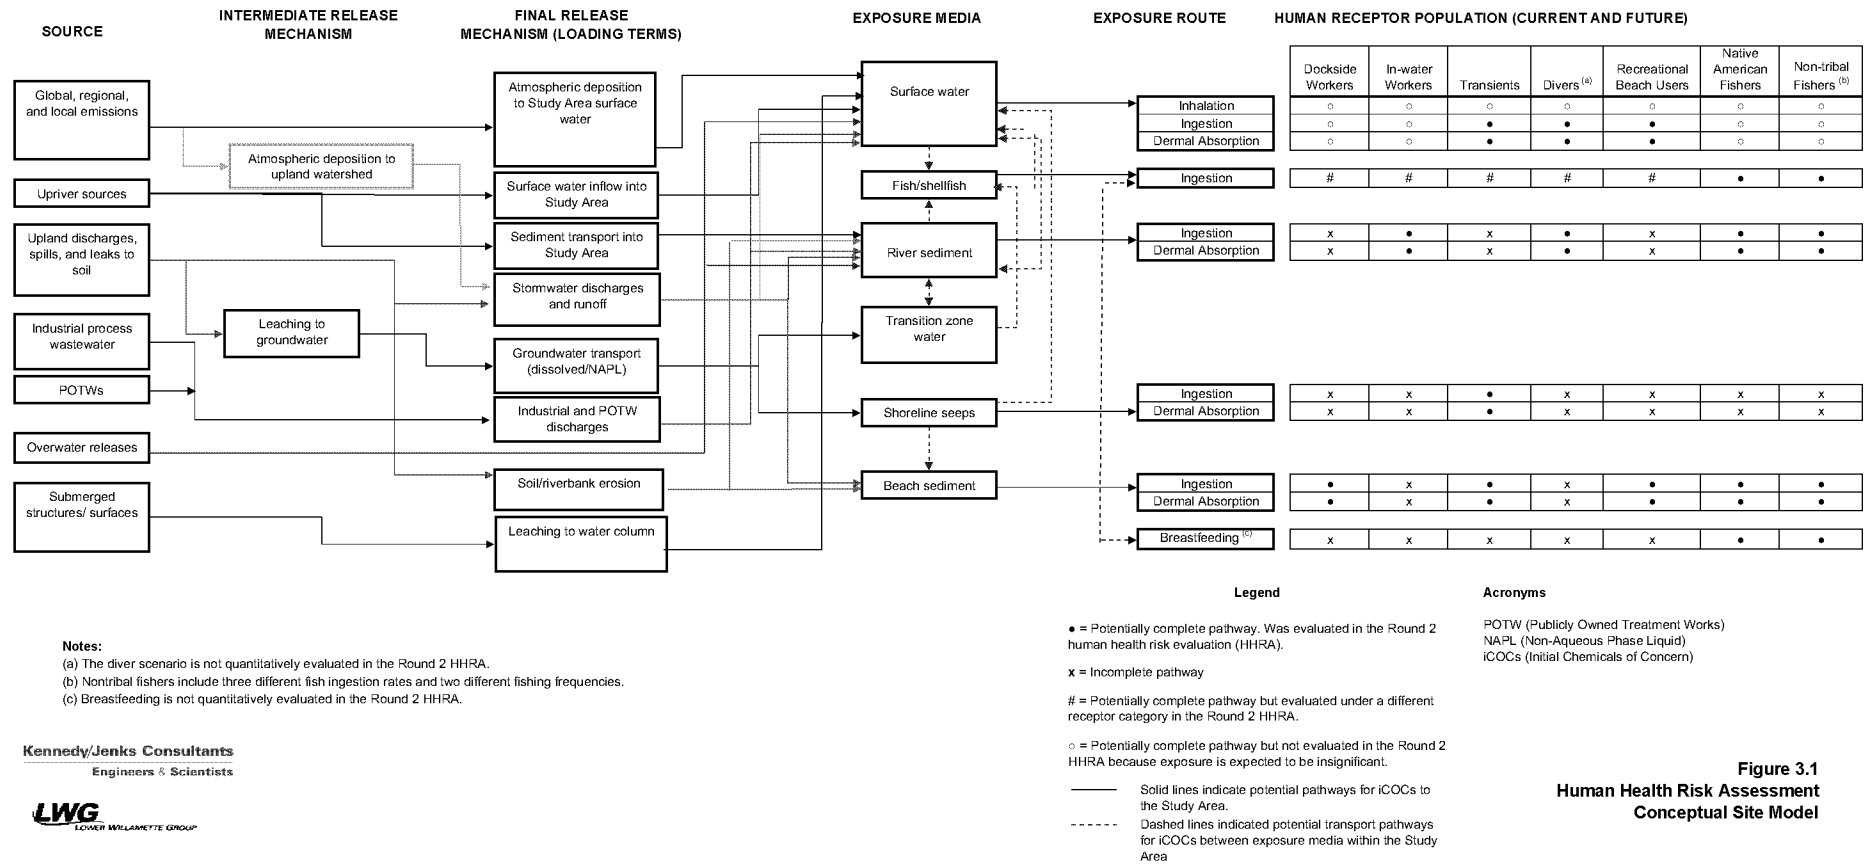 SOURCE
INTERMEDIATE RELEASE
MECHANISM
FINAL RELEASE
MECHANISM (LOADING TERMS)
EXPOSURE MEDIA
EXPOSURE ROUTE
HUMAN RECEPTOR POPULATION (CURRENT AND FUTURE)
Global, regional,
and local emissions
Upriver sources
Upland discharges,
spills, and leaks to
soil
Industrial process
wastewater
POTWs
Overwater releases
Submerged
structures/ surfaces
Atmospheric deposition to
upland watershed
Leaching to
groundwater
Atmospheric deposition
to Study Area surface
water
Surface water inflow into
Study Area
Sediment transport into
Study Area
Stormwater discharges
and runoff
Groundwater transport
(dissolved/NAPL)
Industrial and POTW
discharges
Soil/riverbank erosion
Leaching to water column
Surface water
Fish/shellfish
River sediment
Transition zone
water
Shoreline seeps
Beach sediment
Dockside
Workers
In-water
Workers
Transients
Divers (a)
Recreational
Beach Users
Native
American
Fishers
Non-tribal
Fishers (b)
Inhalation ○ ○ ○ ○ ○ ○ ○
Ingestion ○ ○ ● ● ● ○ ○
Dermal Absorption ○ ○ ● ● ● ○ ○
Ingestion # # # # # ● ●
Ingestion x ● x ● x ● ●
Dermal Absorption x ● x ● x ● ●
Ingestion x x ● x x x x
Dermal Absorption x x ● x x x x
Ingestion ● x ● x ● ● ●
Dermal Absorption ● x ● x ● ● ●
Breastfeeding (c) x x x x x ● ●
Notes:
(a) The diver scenario is not quantitatively evaluated in the Round 2 HHRA.
(b) Nontribal fishers include three different fish ingestion rates and two different fishing frequencies.
(c) Breastfeeding is not quantitatively evaluated in the Round 2 HHRA.
Kennedy/Jenks Consultants
Engineers & Scientists
LWG
LOWER WILLAMETTE GROUP
Legend
● = Potentially complete pathway. Was evaluated in the Round 2
human health risk evaluation (HHRA).
x = Incomplete pathway
# = Potentially complete pathway but evaluated under a different
receptor category in the Round 2 HHRA.
○ = Potentially complete pathway but not evaluated in the Round 2
HHRA because exposure is expected to be insignificant.
Solid lines indicate potential pathways for iCOCs to
the Study Area.
Dashed lines indicated potential transport pathways
for iCOCs between exposure media within the Study
Area
Acronyms
POTW (Publicly Owned Treatment Works)
NAPL (Non-Aqueous Phase Liquid)
iCOCs (Initial Chemicals of Concern)
Figure 3.1
Human Health Risk Assessment
Conceptual Site Model